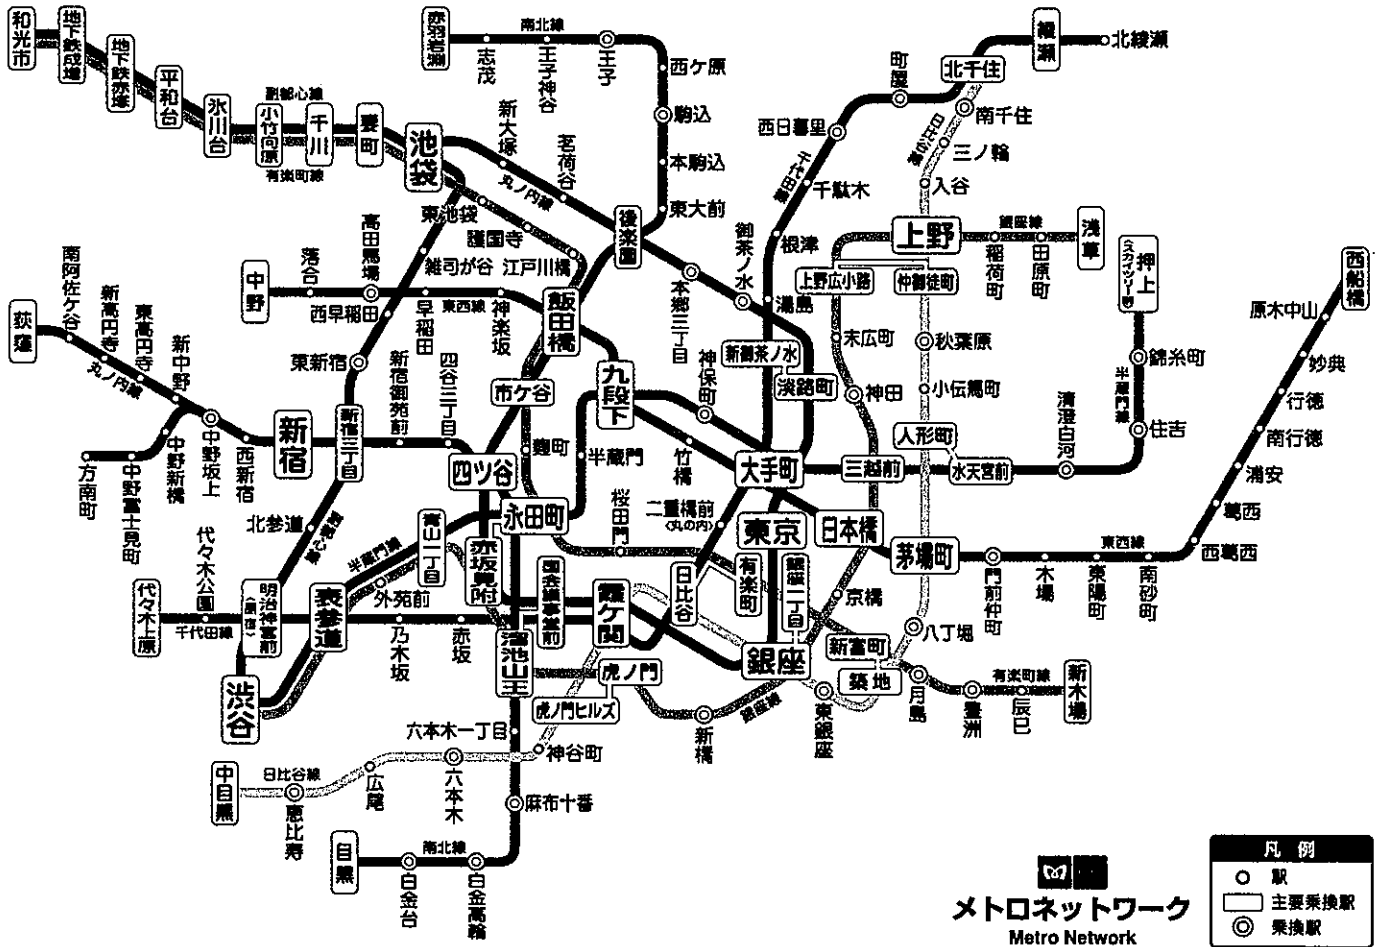 和光市
地下鉄成増
地下鉄赤塚
平和台
氷川台
副都心線
小竹向原
千川
要町
有楽町線
池袋
赤羽岩淵
南北線
志茂
王子神谷
王子
西ケ原
駒込
本駒込
東大前
後楽園
新大塚
茗荷谷
丸ノ内線
綾瀬
北綾瀬
北千住
町屋
西日暮里
千代田線
千駄木
根津
湯島
南千住
日比谷線
三ノ輪
入谷
上野
銀座線
稲荷町
田原町
浅草
上野広小路
仲御徒町
末広町
秋葉原
神田
小伝馬町
人形町
水天宮前
押上
〈スカイツリー前〉
錦糸町
半蔵門線
住吉
清澄白河
西船橋
原木中山
妙典
行徳
南行徳
浦安
葛西
西葛西
東西線
南砂町
東陽町
木場
門前仲町
茅場町
日本橋
三越前
大手町
東池袋
護国寺
江戸川橋
雑司が谷
西早稲田
東新宿
新宿三丁目
北参道
副都心線
明治神宮前
〈原宿〉
渋谷
中野
落合
高田馬場
早稲田
東西線
神楽坂
飯田橋
九段下
神保町
本郷三丁目
御茶ノ水
新御茶ノ水
淡路町
竹橋
荻窪
南阿佐ケ谷
新高円寺
東高円寺
新中野
丸ノ内線
方南町
中野富士見町
中野新橋
中野坂上
西新宿
新宿
新宿御苑前
四谷三丁目
四ツ谷
市ケ谷
麹町
半蔵門
永田町
桜田門
二重橋前
〈丸の内〉
東京
有楽町
日比谷
銀座一丁目
銀座
京橋
新富町
築地
八丁堀
月島
豊洲
有楽町線
辰巳
新木場
東銀座
新橋
銀座線
虎ノ門
虎ノ門ヒルズ
霞ケ関
国会議事堂前
溜池山王
赤坂見附
青山一丁目
半蔵門線
外苑前
表参道
乃木坂
赤坂
代々木公園
代々木上原
千代田線
六本木一丁目
神谷町
六本木
広尾
恵比寿
日比谷線
中目黒
麻布十番
目黒
白金台
南北線
白金高輪
メトロネットワーク
Metro Network
凡例
駅
主要乗換駅
乗換駅